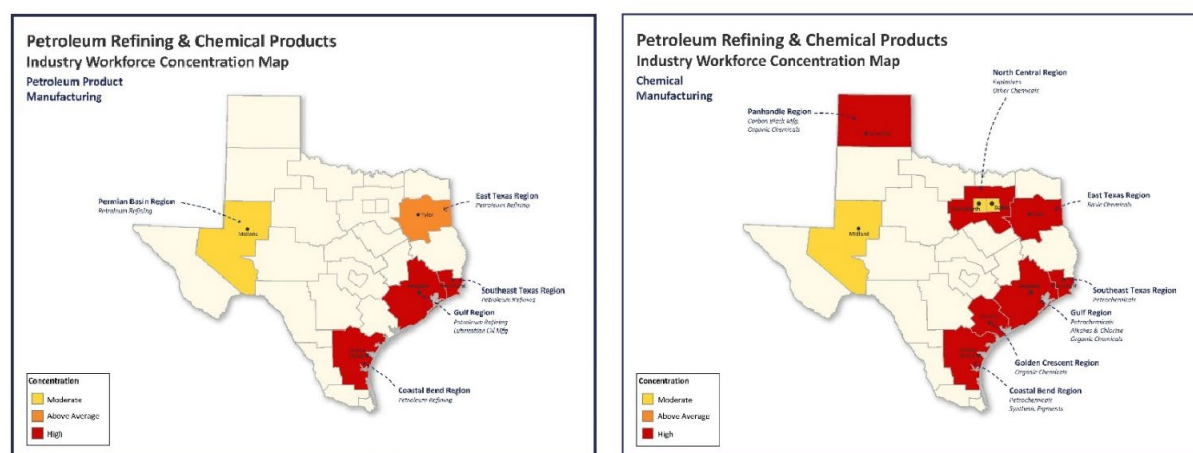 Petroleum Refining & Chemical Products
Industry Workforce Concentration Map
Petroleum Product
Manufacturing
Permian Basin Region
Petroleum Refining
Midland
East Texas Region
Petroleum Refining
Tyler
Southeast Texas Region
Petroleum Refining
Gulf Region
Petroleum Refining
Lubrication Oil Mfg
Coastal Bend Region
Petroleum Refining
Concentration
Moderate
Above Average
High
Petroleum Refining & Chemical Products
Industry Workforce Concentration Map
Chemical
Manufacturing
North Central Region
Explosives
Other Chemicals
Panhandle Region
Carbon Black Mfg.
Organic Chemicals
East Texas Region
Basic Chemicals
Midland
Southeast Texas Region
Petrochemicals
Gulf Region
Petrochemicals
Alkalies & Chlorine
Organic Chemicals
Golden Crescent Region
Organic Chemicals
Coastal Bend Region
Petrochemicals
Synthetic Pigments
Concentration
Moderate
Above Average
High